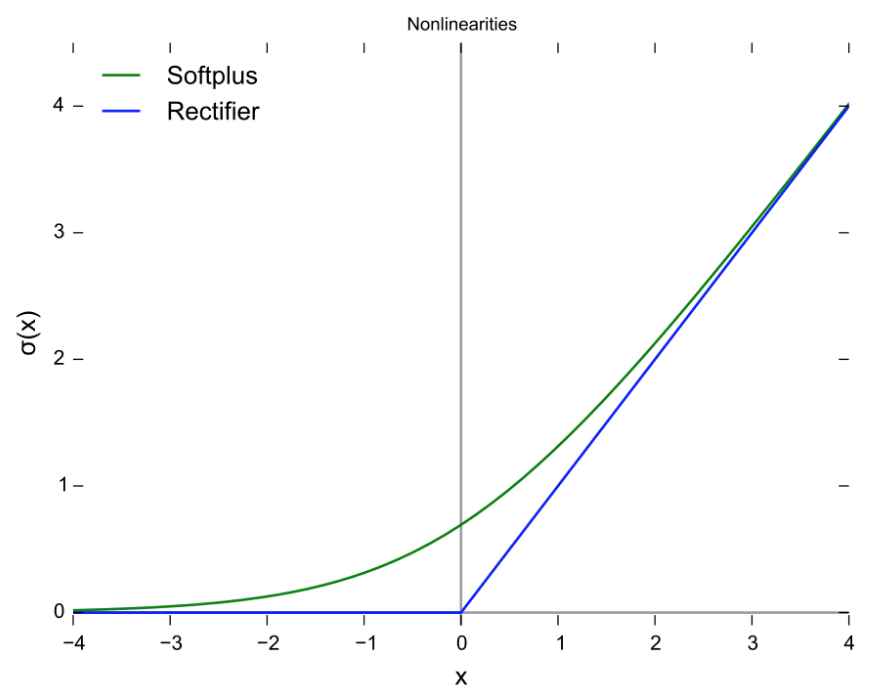 Nonlinearities
Softplus
Rectifier
4
3
2
1
0
σ(x)
−4 −3 −2 −1 0 1 2 3 4
x